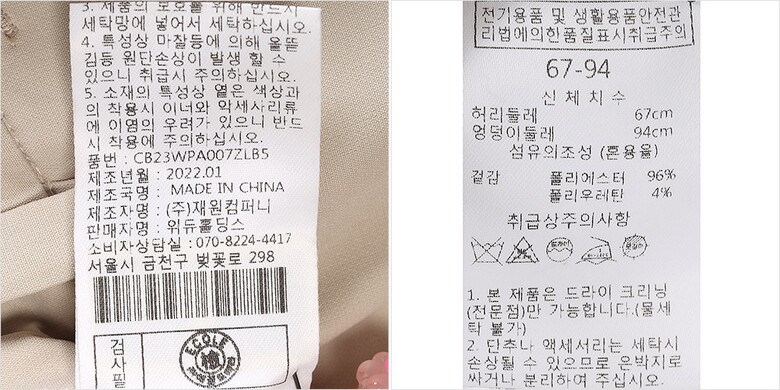 3. 제품의 보호를 위해 반드시
세탁망에 넣어서 세탁하십시오.
4. 특성상 마찰등에 의해 올뜯
김등 원단손상이 발생 할 수
있으니 취급시 주의하십시오.
5. 소재의 특성상 옅은 색상과
의 착용시 이너와 악세사리류
에 이염의 우려가 있으니 반드
시 착용에 주의하십시오.
품번 : CB23WPA007ZLB5
제조년월 : 2022.01
제조국명 : MADE IN CHINA
제조자명 : (주)재원컴퍼니
판매자명 : 위듀홀딩스
소비자상담실 : 070-8224-4417
서울시 금천구 벚꽃로 298
검사필
ECOLE
전기용품 및 생활용품안전관
리법에의한품질표시취급주의
67-94
신체치수
허리둘레 67cm
엉덩이둘레 94cm
섬유의조성 (혼용율)
겉감 폴리에스터 96%
폴리우레탄 4%
취급상주의사항
드라이
1. 본 제품은 드라이 크리닝
(전문점)만 가능합니다.(물세
탁 불가)
2. 단추나 액세서리는 세탁시
손상될 수 있으므로 은박지로
싸거나 분리하여 주십시오.